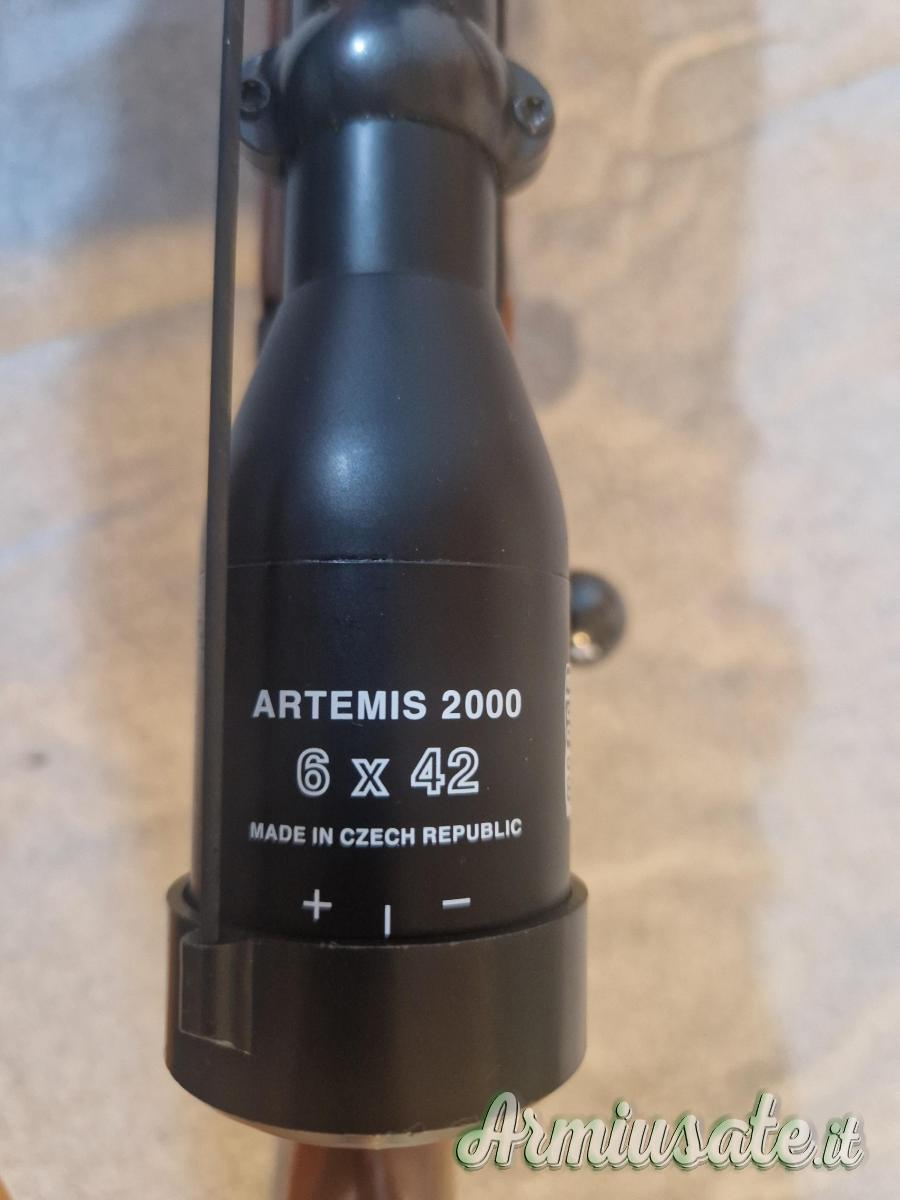 ARTEMIS 2000
6 x 42
MADE IN CZECH REPUBLIC
+ | −
Armiusate.it